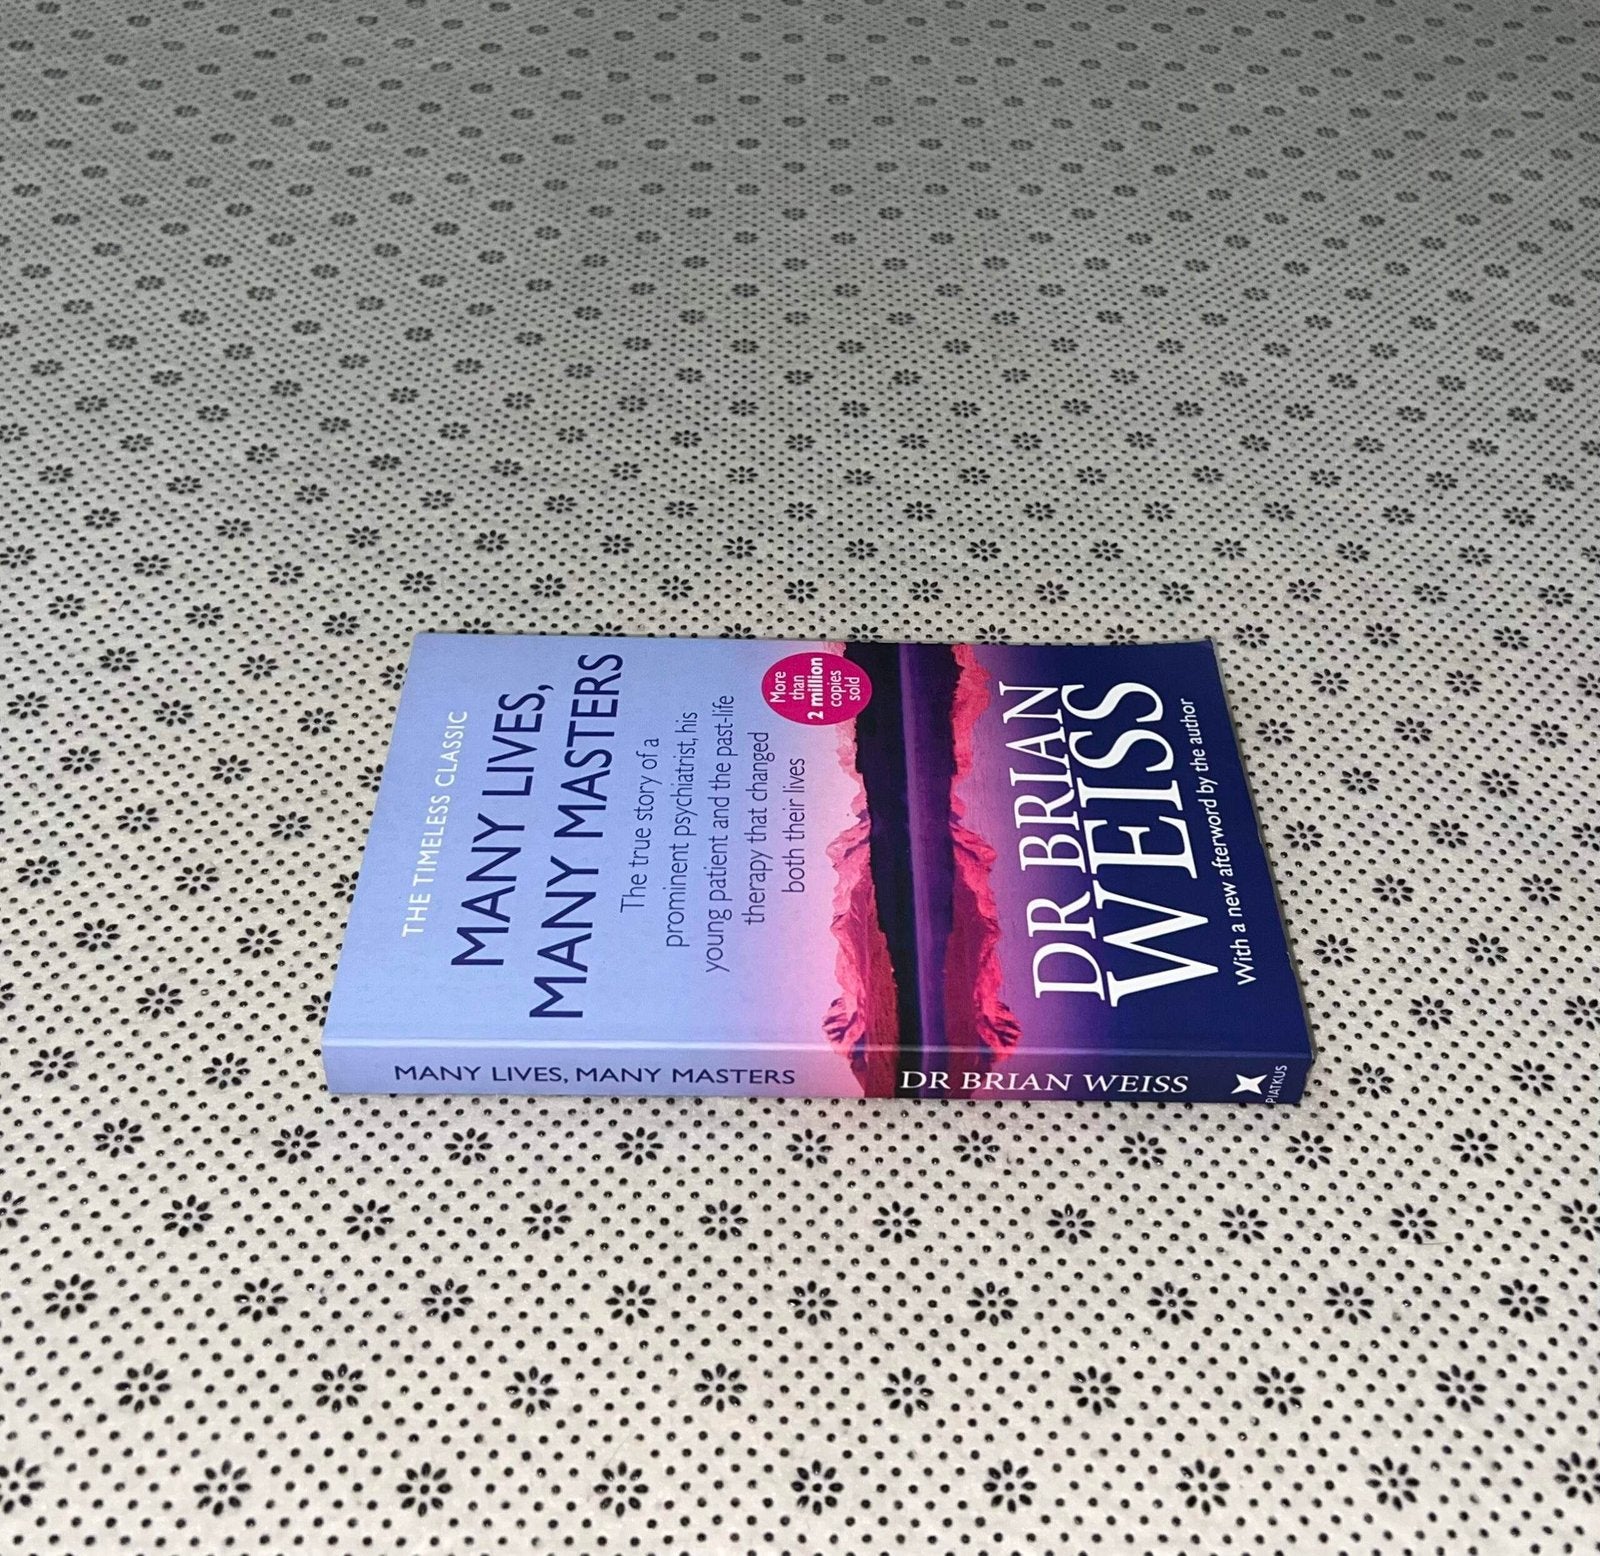 THE TIMELESS CLASSIC
MANY LIVES,
MANY MASTERS
The true story of a
prominent psychiatrist, his
young patient and the past-life
therapy that changed
both their lives
More
than
2 million
copies
sold
DR BRIAN
WEISS
With a new afterword by the author
MANY LIVES, MANY MASTERS
DR BRIAN WEISS
PIATKUS